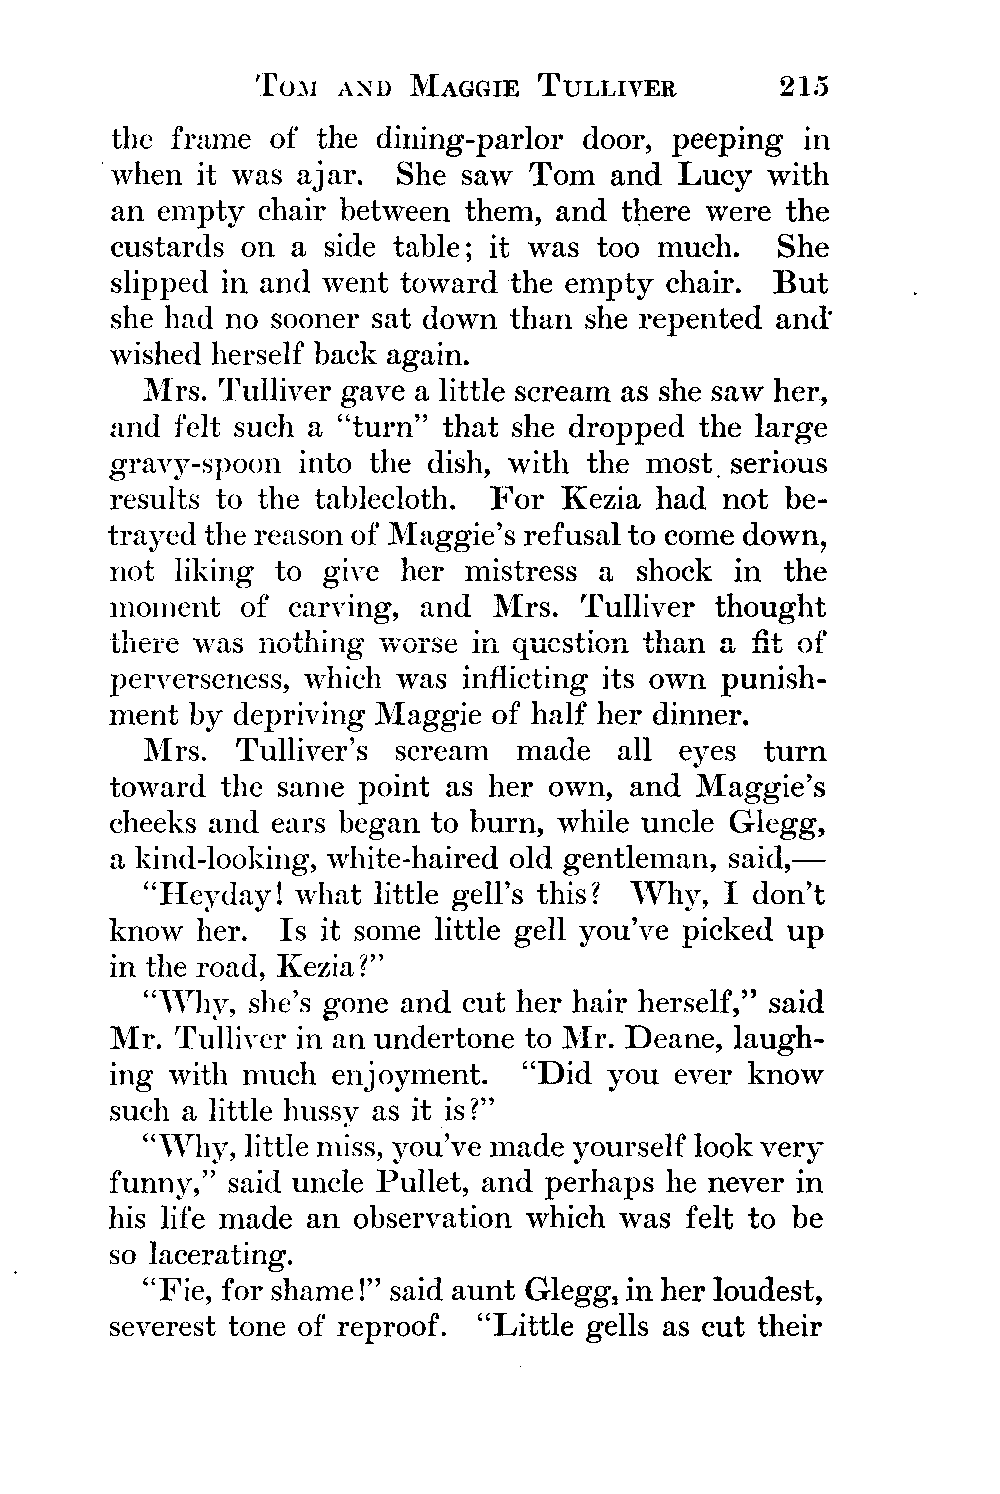 TOM AND MAGGIE TULLIVER 215
the frame of the dining-parlor door, peeping in
when it was ajar. She saw Tom and Lucy with
an empty chair between them, and there were the
custards on a side table; it was too much. She
slipped in and went toward the empty chair. But
she had no sooner sat down than she repented and
wished herself back again.
Mrs. Tulliver gave a little scream as she saw her,
and felt such a “turn” that she dropped the large
gravy-spoon into the dish, with the most serious
results to the tablecloth. For Kezia had not be-
trayed the reason of Maggie’s refusal to come down,
not liking to give her mistress a shock in the
moment of carving, and Mrs. Tulliver thought
there was nothing worse in question than a fit of
perverseness, which was inflicting its own punish-
ment by depriving Maggie of half her dinner.
Mrs. Tulliver’s scream made all eyes turn
toward the same point as her own, and Maggie’s
cheeks and ears began to burn, while uncle Glegg,
a kind-looking, white-haired old gentleman, said,—
“Heyday! what little gell’s this? Why, I don’t
know her. Is it some little gell you’ve picked up
in the road, Kezia?”
“Why, she’s gone and cut her hair herself,” said
Mr. Tulliver in an undertone to Mr. Deane, laugh-
ing with much enjoyment. “Did you ever know
such a little hussy as it is?”
“Why, little miss, you’ve made yourself look very
funny,” said uncle Pullet, and perhaps he never in
his life made an observation which was felt to be
so lacerating.
“Fie, for shame!” said aunt Glegg, in her loudest,
severest tone of reproof. “Little gells as cut their